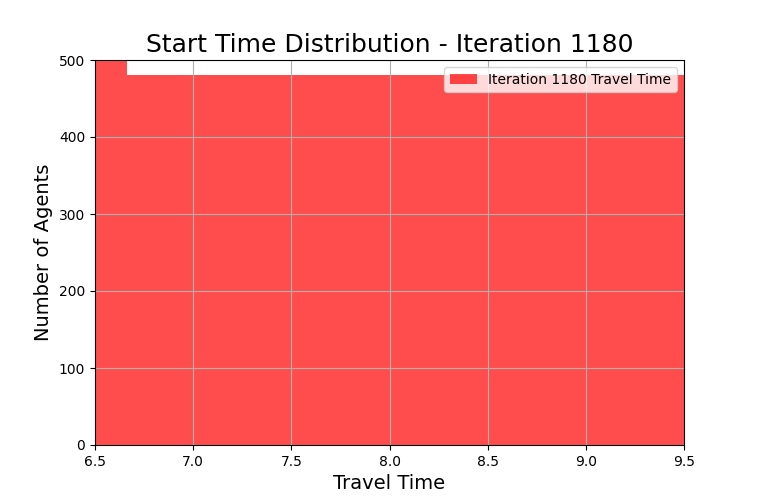 Start Time Distribution - Iteration 1180
500
Iteration 1180 Travel Time
400
300
200
100
0
Number of Agents
6.5 7.0 7.5 8.0 8.5 9.0 9.5
Travel Time